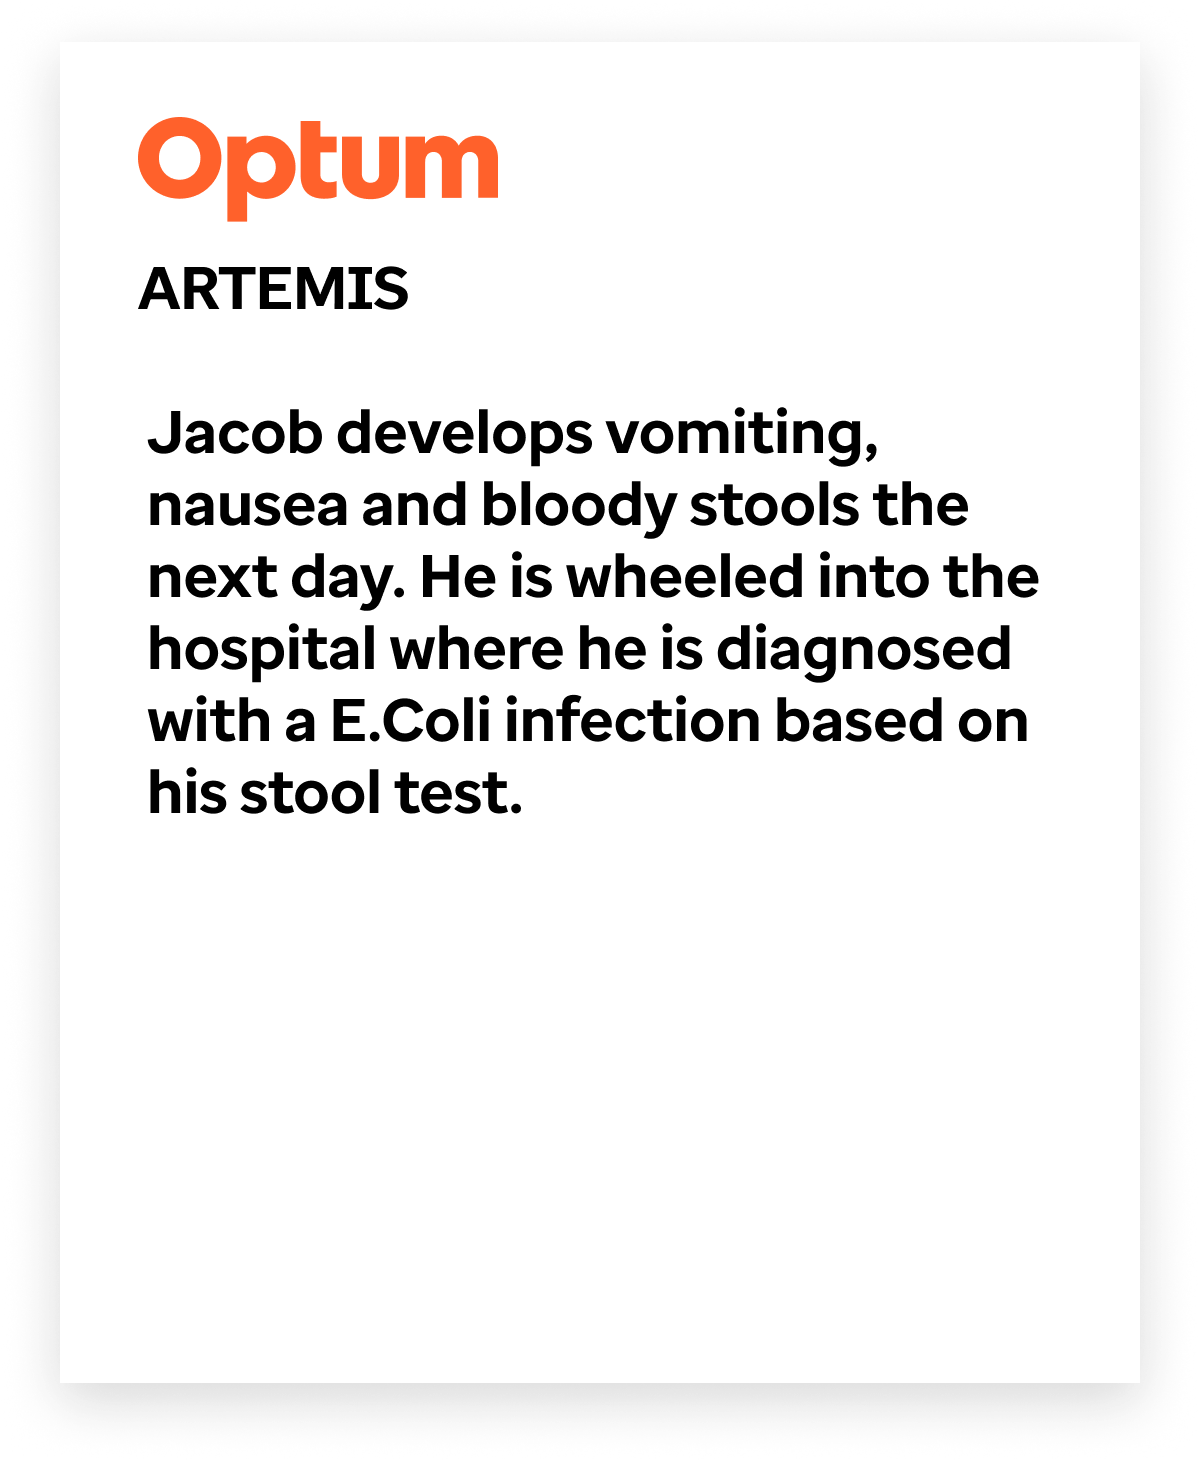 Optum
ARTEMIS
Jacob develops vomiting,
nausea and bloody stools the
next day. He is wheeled into the
hospital where he is diagnosed
with a E.Coli infection based on
his stool test.